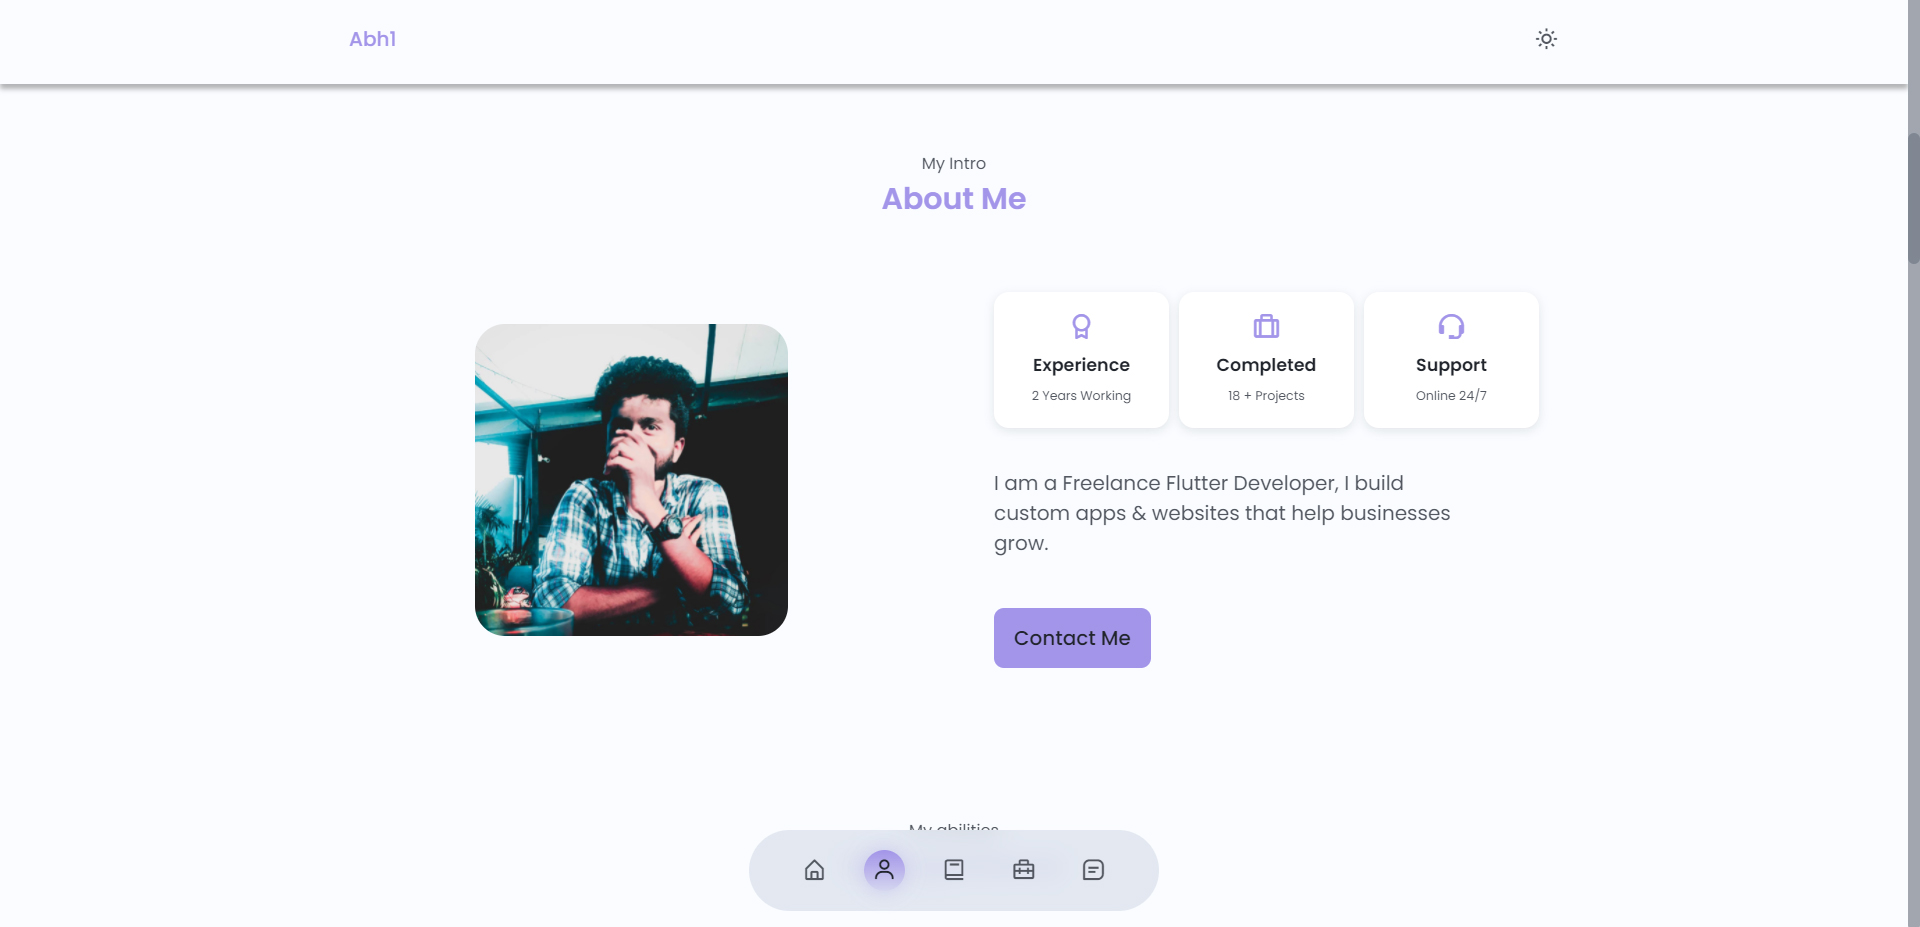 Abh1
My Intro
About Me
Experience
2 Years Working
Completed
18 + Projects
Support
Online 24/7
I am a Freelance Flutter Developer, I build
custom apps & websites that help businesses
grow.
Contact Me
My abilities